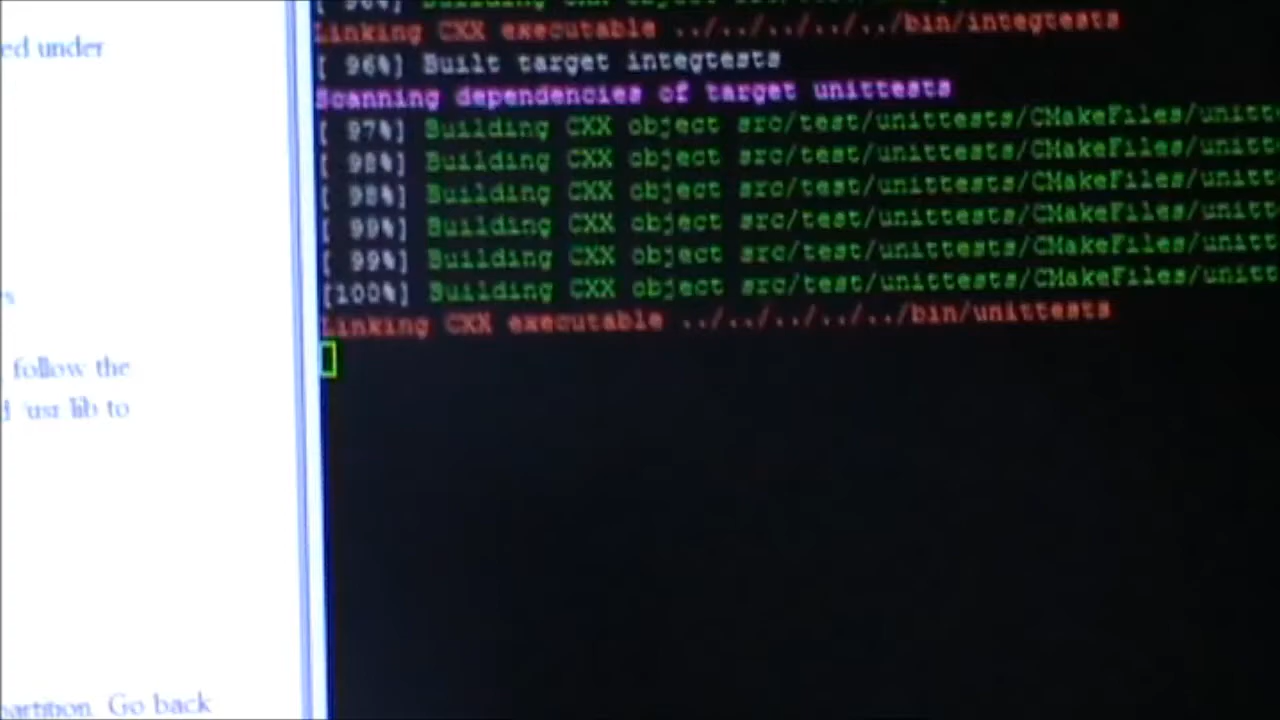 ed under
follow the
usr lib to
partition. Go back
Linking CXX executable ../../../../../bin/integtests
[ 96%] Built target integtests
Scanning dependencies of target unittests
[ 97%] Building CXX object src/test/unittests/CMakeFiles/unitt
[ 98%] Building CXX object src/test/unittests/CMakeFiles/unitt
[ 98%] Building CXX object src/test/unittests/CMakeFiles/unitt
[ 99%] Building CXX object src/test/unittests/CMakeFiles/unitt
[ 99%] Building CXX object src/test/unittests/CMakeFiles/unitt
[100%] Building CXX object src/test/unittests/CMakeFiles/unitt
Linking CXX executable ../../../../../bin/unittests